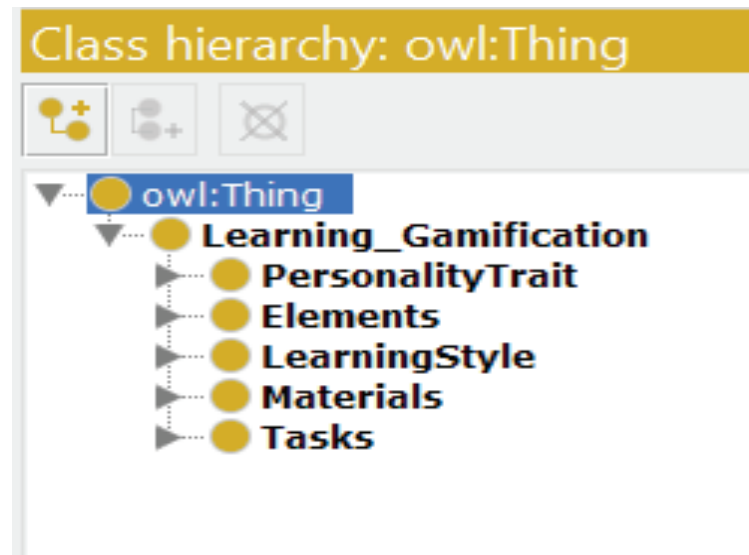 Class hierarchy: owl:Thing
owl:Thing
Learning_Gamification
PersonalityTrait
Elements
LearningStyle
Materials
Tasks